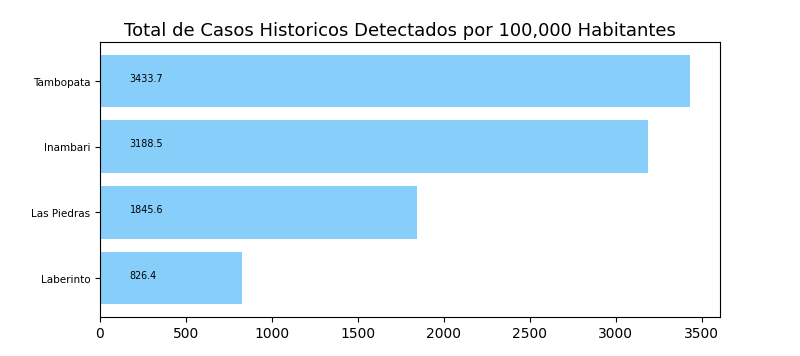 Total de Casos Historicos Detectados por 100,000 Habitantes
Tambopata 3433.7
Inambari 3188.5
Las Piedras 1845.6
Laberinto 826.4
0 500 1000 1500 2000 2500 3000 3500